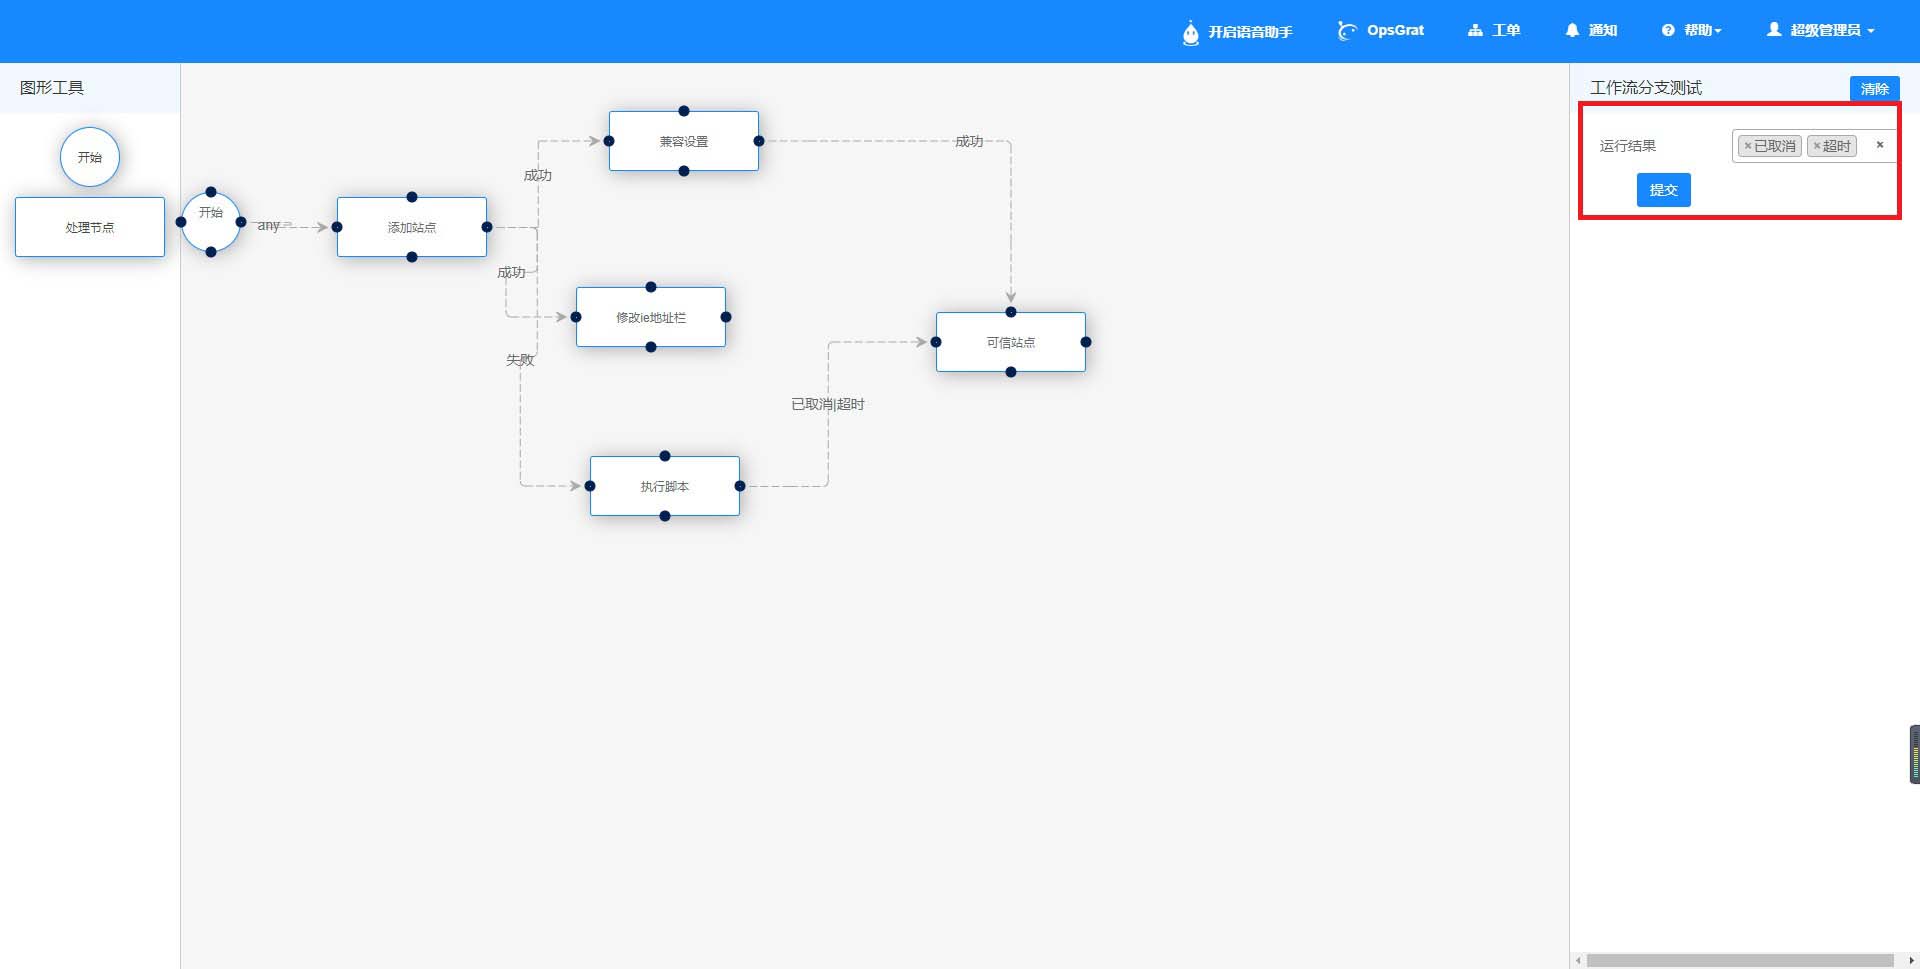 开启语音助手
OpsGrat
工单
通知
帮助
超级管理员
图形工具
开始
处理节点
开始
any
添加站点
成功
成功
失败
兼容设置
修改ie地址栏
执行脚本
成功
已取消|超时
可信站点
工作流分支测试
清除
运行结果
×已取消 ×超时 ×
提交